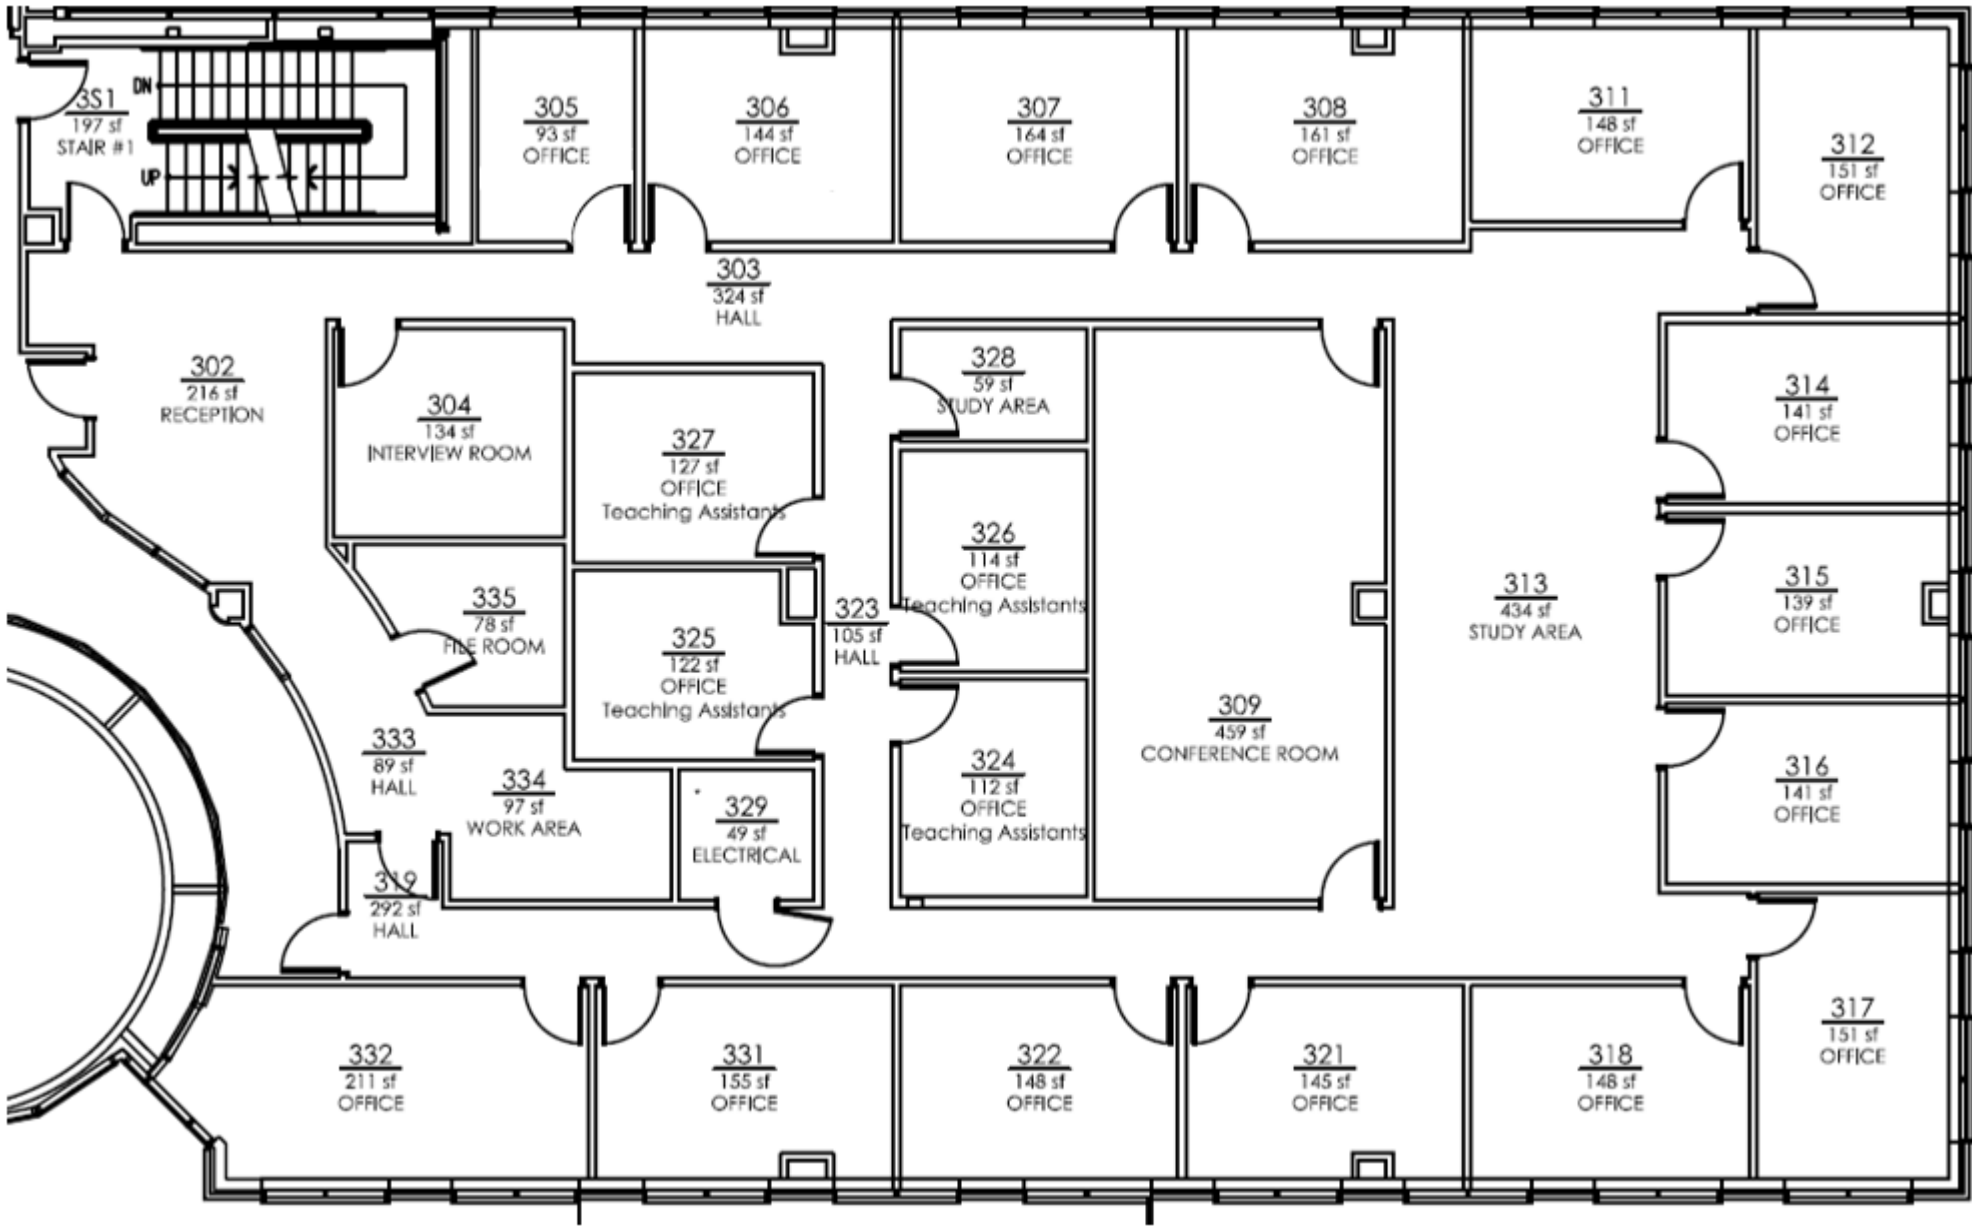 DN
3S1
197 sf
STAIR #1
UP
305
93 sf
OFFICE
306
144 sf
OFFICE
307
164 sf
OFFICE
308
161 sf
OFFICE
311
148 sf
OFFICE
312
151 sf
OFFICE
303
324 sf
HALL
302
216 sf
RECEPTION
304
134 sf
INTERVIEW ROOM
328
59 sf
STUDY AREA
314
141 sf
OFFICE
327
127 sf
OFFICE
Teaching Assistants
326
114 sf
OFFICE
Teaching Assistants
335
78 sf
FILE ROOM
325
122 sf
OFFICE
Teaching Assistants
323
105 sf
HALL
313
434 sf
STUDY AREA
315
139 sf
OFFICE
309
459 sf
CONFERENCE ROOM
333
89 sf
HALL
334
97 sf
WORK AREA
329
49 sf
ELECTRICAL
324
112 sf
OFFICE
Teaching Assistants
316
141 sf
OFFICE
319
292 sf
HALL
332
211 sf
OFFICE
331
155 sf
OFFICE
322
148 sf
OFFICE
321
145 sf
OFFICE
318
148 sf
OFFICE
317
151 sf
OFFICE